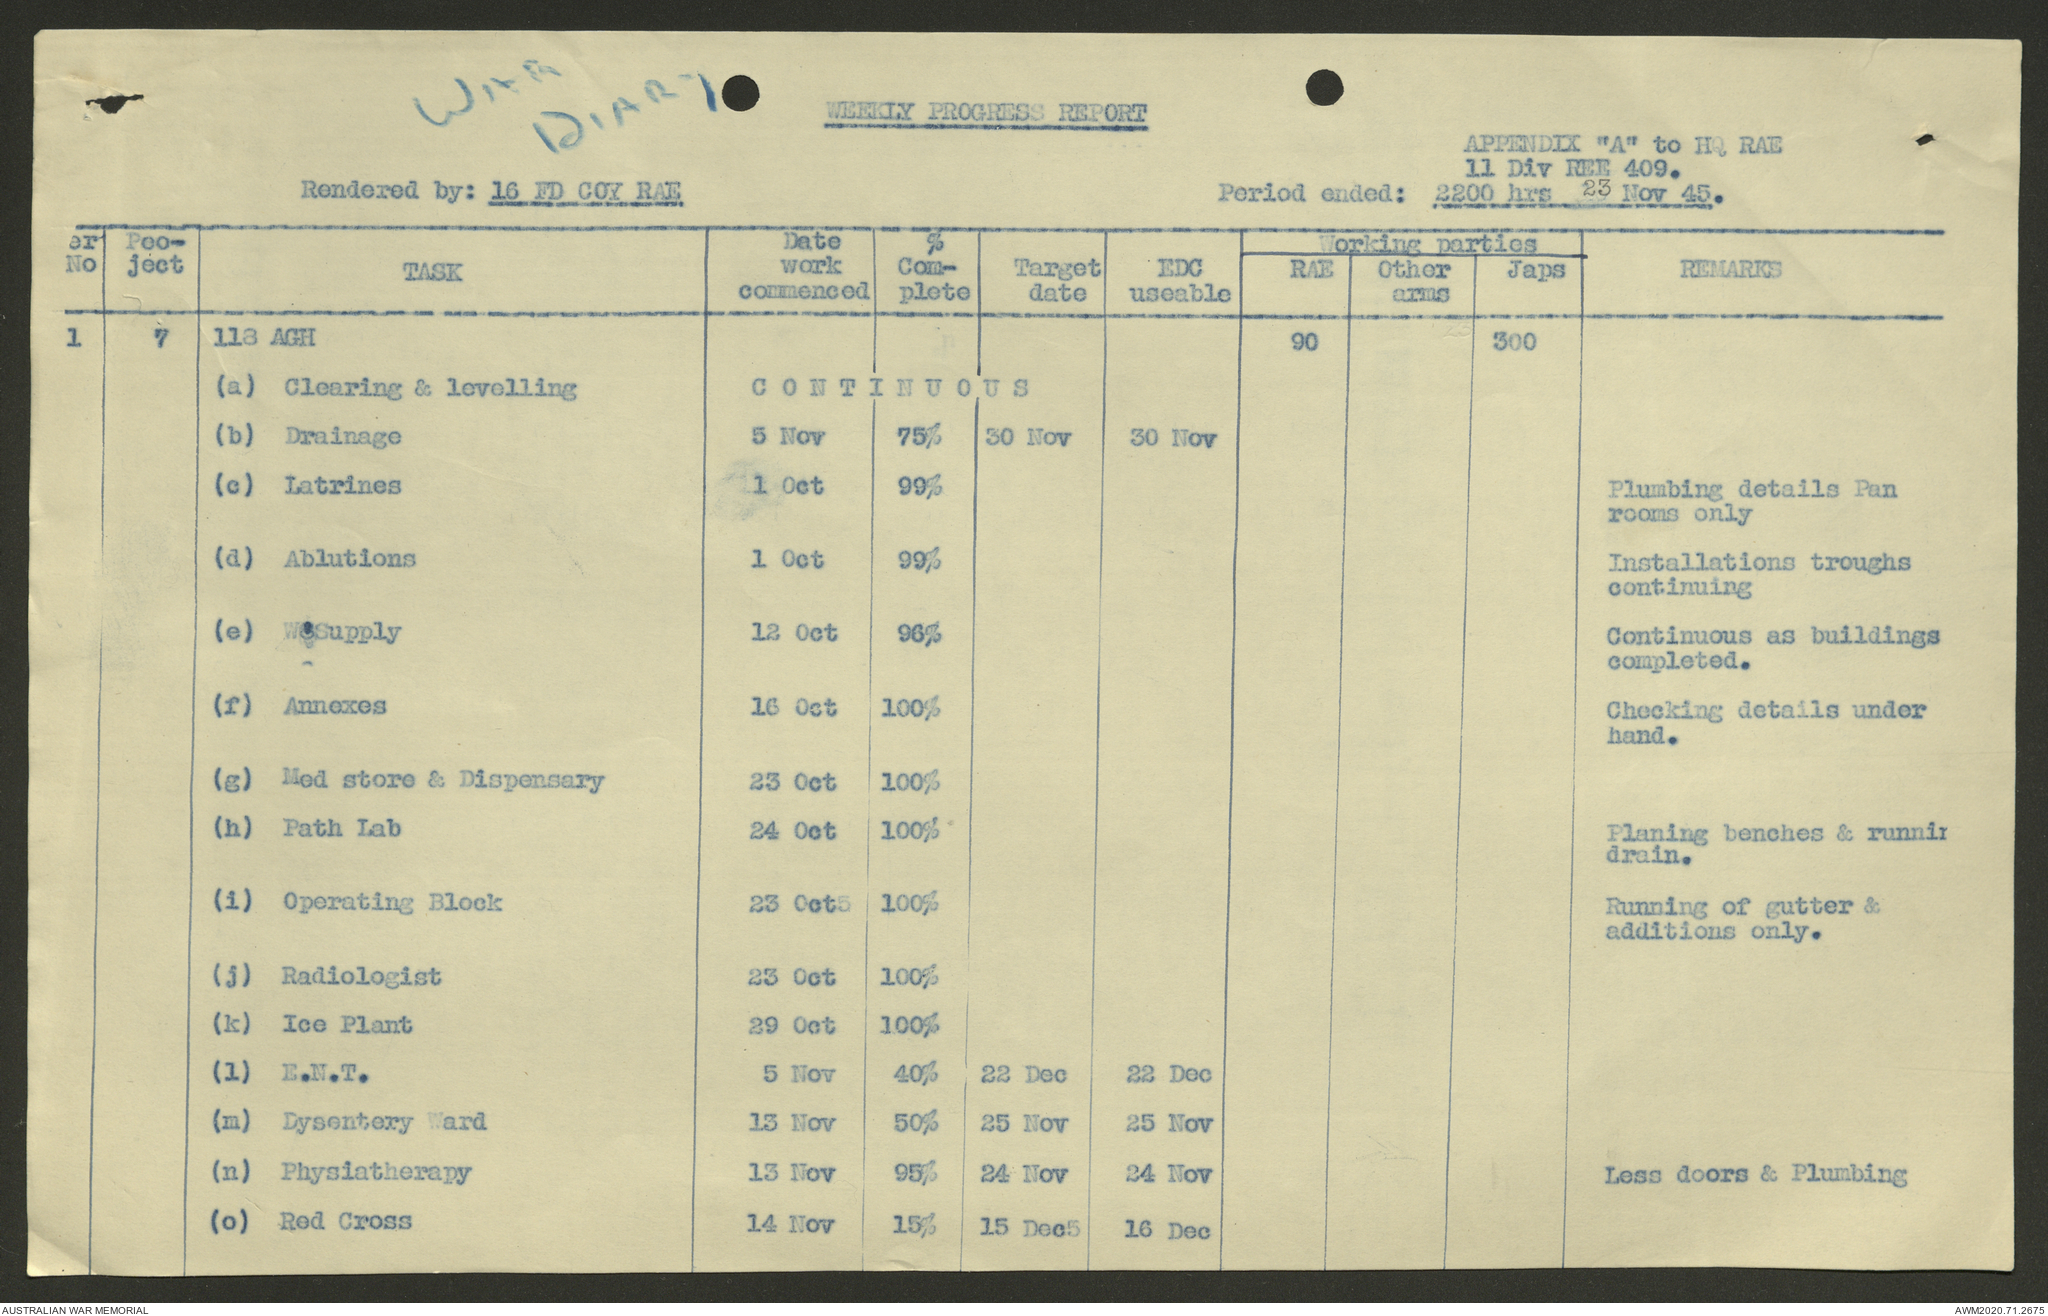 WAR
DIARY
WEEKLY PROGRESS REPORT
APPENDIX "A" to HQ RAE
11 Div REE 409.
Rendered by: 16 FD COY RAE
Period ended: 2200 hrs 23 Nov 45.
er Peo- Date % Working parties
No ject TASK work Com- Target EDC RAE Other Japs REMARKS
commenced plete date useable arms
1 7 118 AGH 90 300
(a) Clearing & levelling C O N T I N U O U S
(b) Drainage 5 Nov 75% 30 Nov 30 Nov
(c) Latrines 1 Oct 99% Plumbing details Pan
rooms only
(d) Ablutions 1 Oct 99% Installations troughs
continuing
(e) Supply 12 Oct 96% Continuous as buildings
completed.
(f) Annexes 16 Oct 100% Checking details under
hand.
(g) Med store & Dispensary 23 Oct 100%
(h) Path Lab 24 Oct 100% Planing benches & runnin
drain.
(i) Operating Block 23 Oct5 100% Running of gutter &
additions only.
(j) Radiologist 23 Oct 100%
(k) Ice Plant 29 Oct 100%
(l) E.N.T. 5 Nov 40% 22 Dec 22 Dec
(m) Dysentery Ward 13 Nov 50% 25 Nov 25 Nov
(n) Physiatherapy 13 Nov 95% 24 Nov 24 Nov Less doors & Plumbing
(o) Red Cross 14 Nov 15% 15 Dec5 16 Dec
AUSTRALIAN WAR MEMORIAL
AWM2020.71.2675